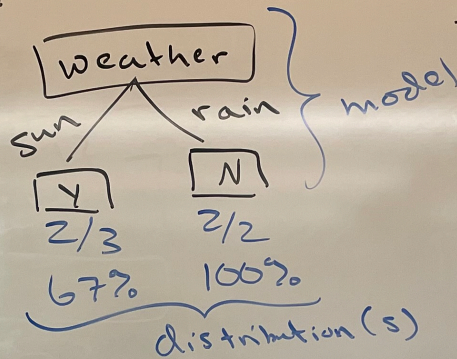 weather
sun rain
model
Y N
2/3 2/2
67% 100%
distribution(s)